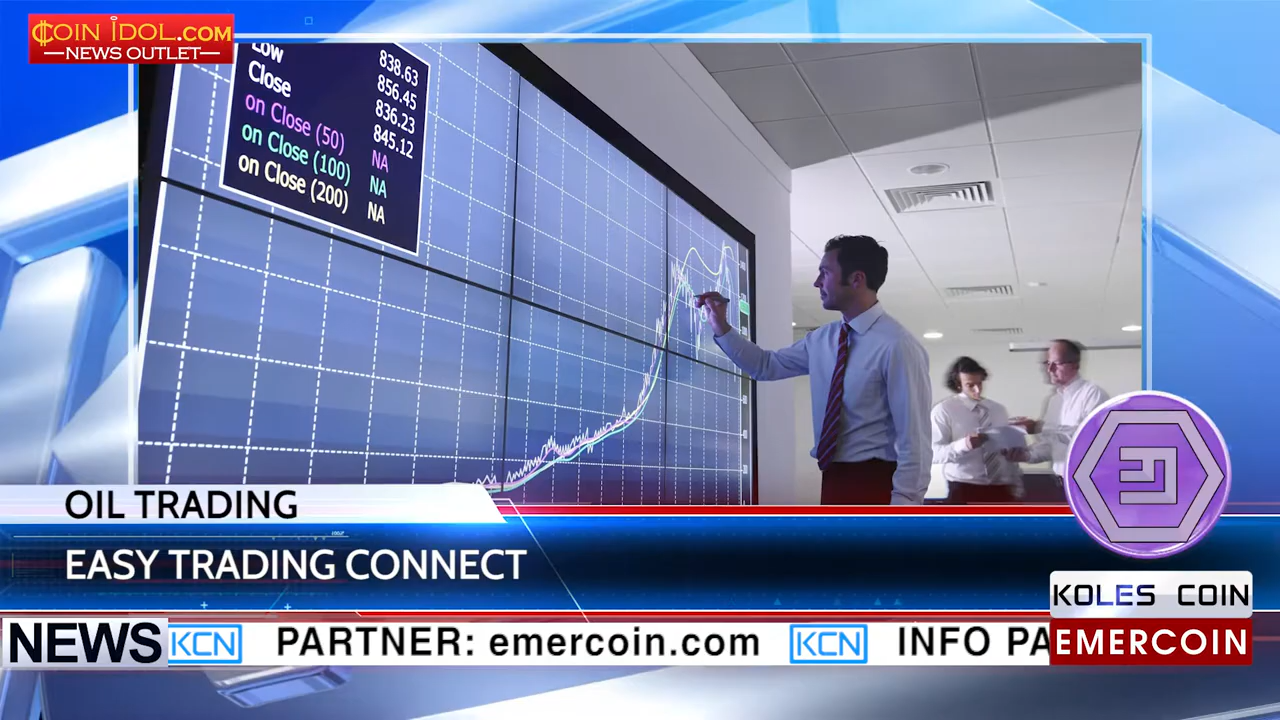 COIN IDOL.COM
NEWS OUTLET
Low 838.63
Close 856.45
on Close (50) 836.23
on Close (100) 845.12
on Close (200) NA
NA
NA
OIL TRADING
EASY TRADING CONNECT
KOLES COIN
NEWS KCN PARTNER: emercoin.com KCN INFO PA
EMERCOIN